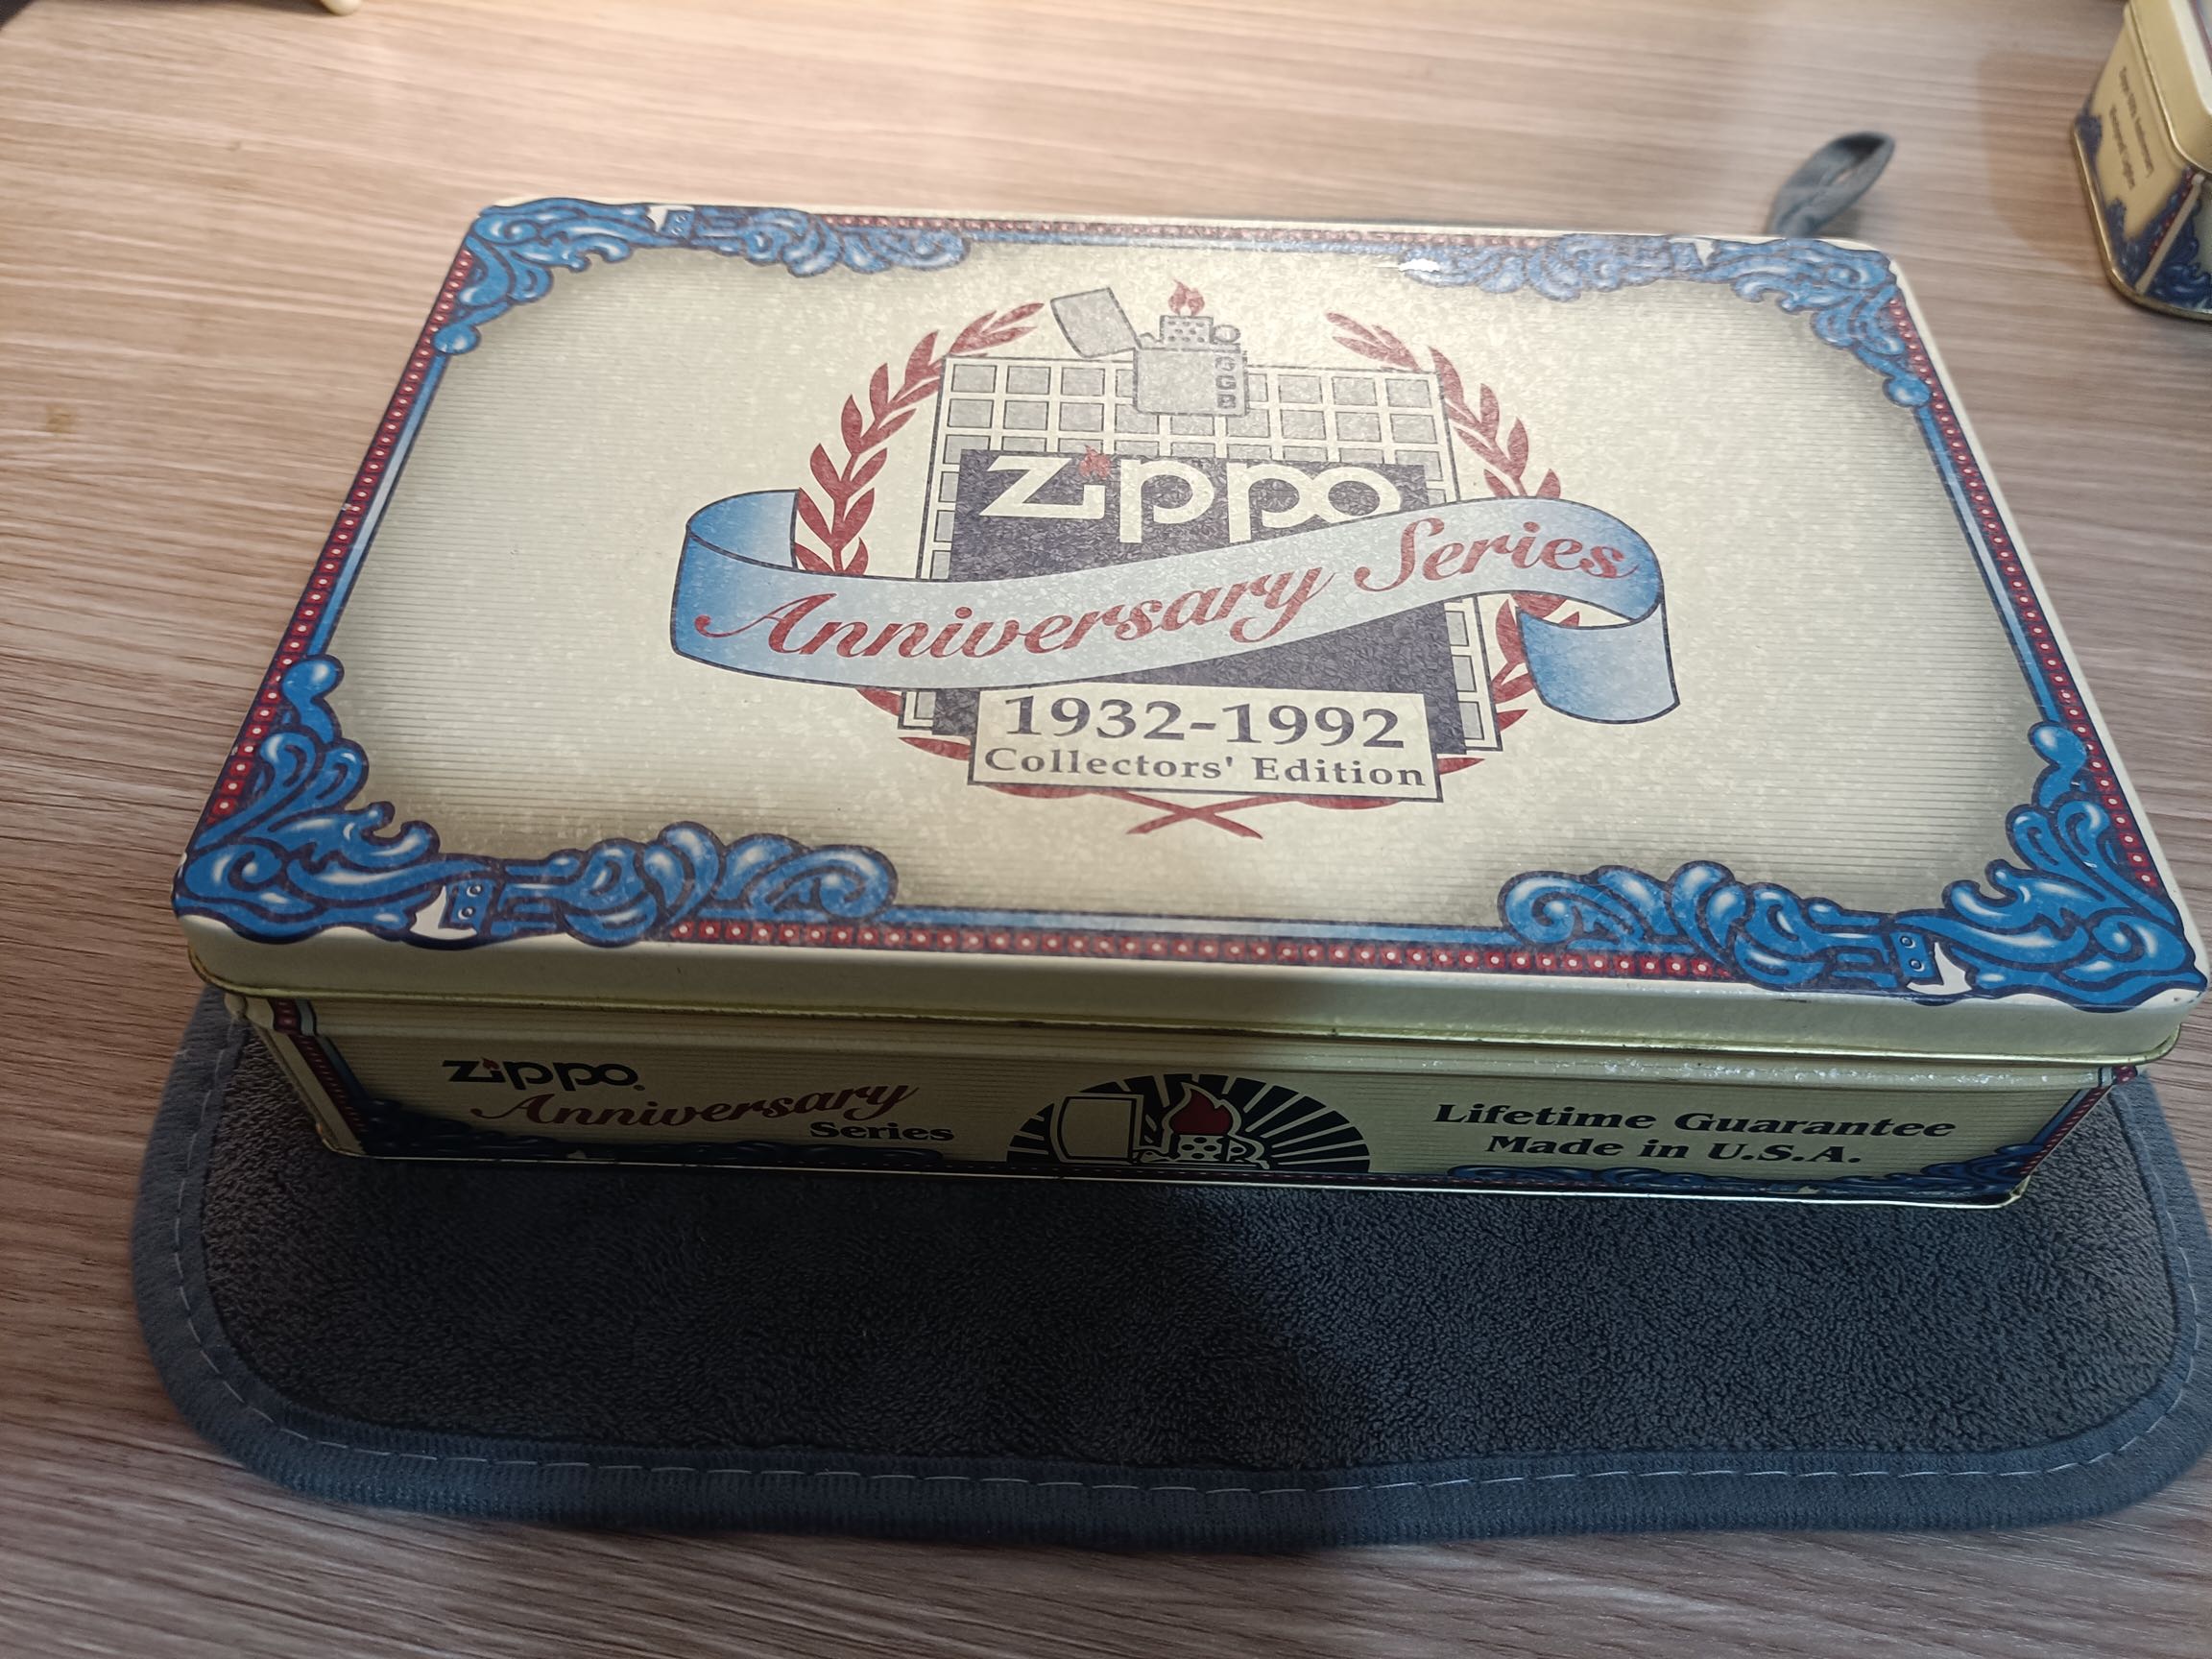 Zippo
Anniversary Series
1932-1992
Collectors' Edition
Zippo
Anniversary
Series
Lifetime Guarantee
Made in U.S.A.